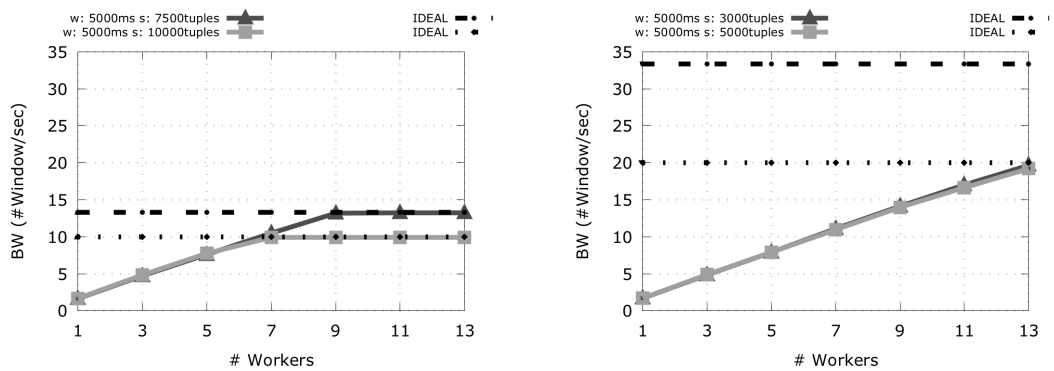 w: 5000ms s: 7500tuples IDEAL
w: 5000ms s: 10000tuples IDEAL
35
30
25
20
15
10
5
0
BW (#Window/sec)
1 3 5 7 9 11 13
# Workers
w: 5000ms s: 3000tuples IDEAL
w: 5000ms s: 5000tuples IDEAL
35
30
25
20
15
10
5
0
BW (#Window/sec)
1 3 5 7 9 11 13
# Workers